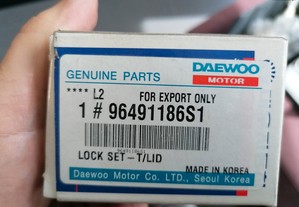 DAEWOO
GENUINE PARTS MOTOR
**** L2 FOR EXPORT ONLY
1 # 96491186S1
LOCK SET-T/LID
MADE IN KOREA
Daewoo Motor Co. LTD., Seoul Korea